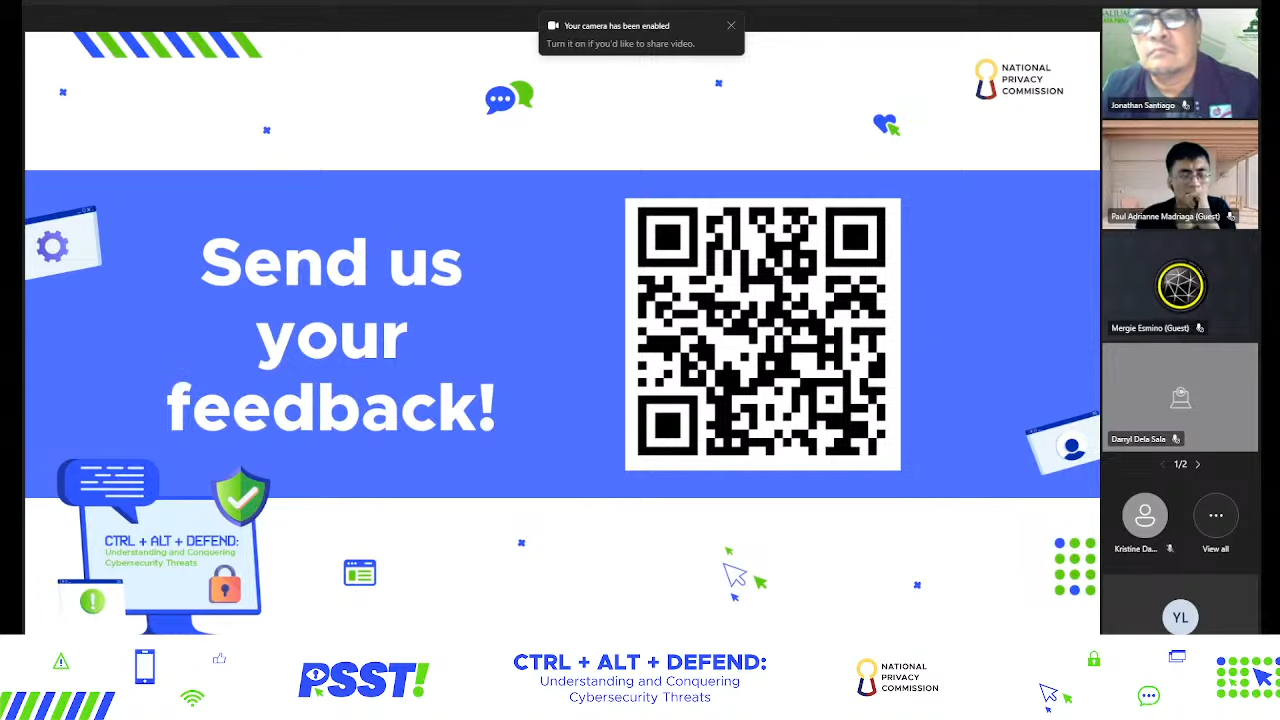 Your camera has been enabled
Turn it on if you'd like to share video.
NATIONAL
PRIVACY
COMMISSION
Send us
your
feedback!
CTRL + ALT + DEFEND:
Understanding and Conquering
Cybersecurity Threats
Jonathan Santiago
Paul Adrianne Madriaga (Guest)
Mergie Esmino (Guest)
Darryl Dela Sala
1/2
Kristine Da...
View all
YL
PSST!
CTRL + ALT + DEFEND:
Understanding and Conquering
Cybersecurity Threats
NATIONAL
PRIVACY
COMMISSION